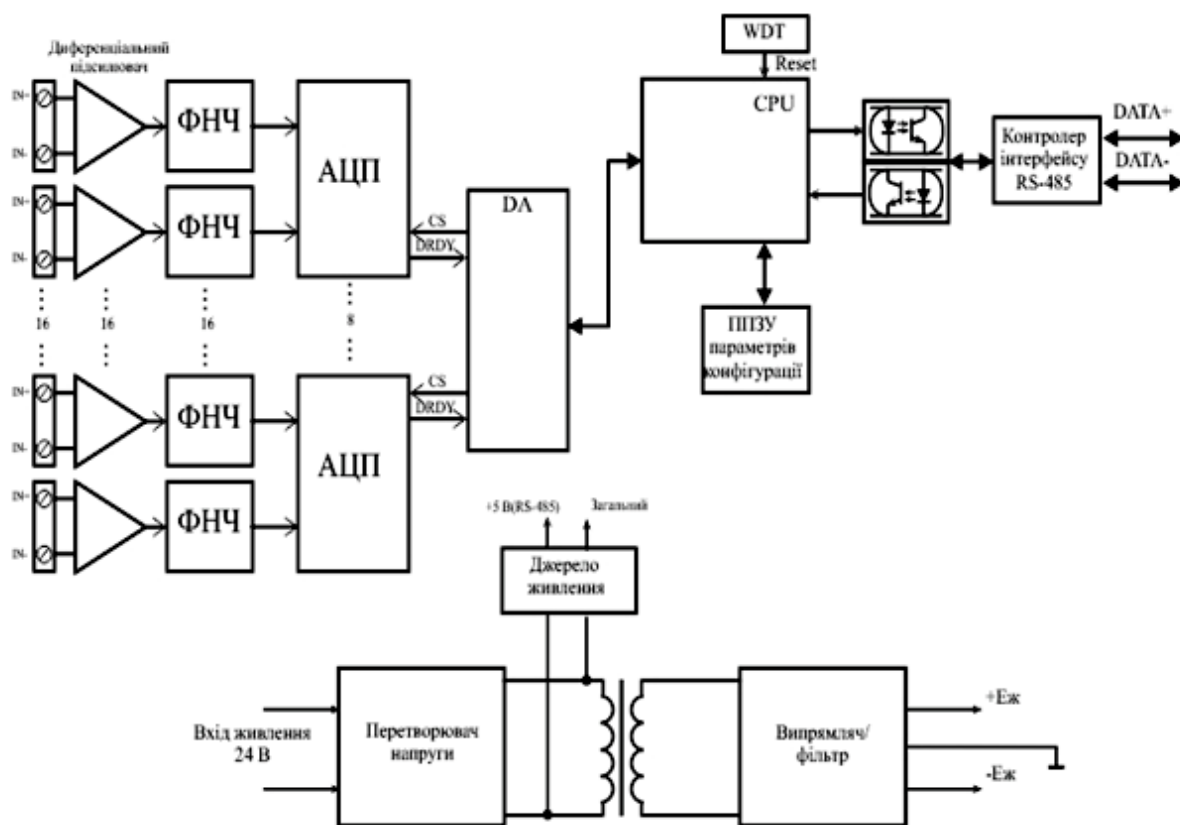 WDT
Reset
CPU
Диференціальний
підсилювач
IN+
IN-
ФНЧ
АЦП
IN+
IN-
ФНЧ
CS
DRDY
DA
DATA+
DATA-
Контролер
інтерфейсу
RS-485
16
16
16
8
ППЗУ
параметрів
конфігурації
IN+
IN-
ФНЧ
АЦП
CS
DRDY
IN+
IN-
ФНЧ
+5 В(RS-485)
Загальний
Джерело
живлення
Вхід живлення
24 В
Перетворювач
напруги
Випрямляч/
фільтр
+Еж
-Еж